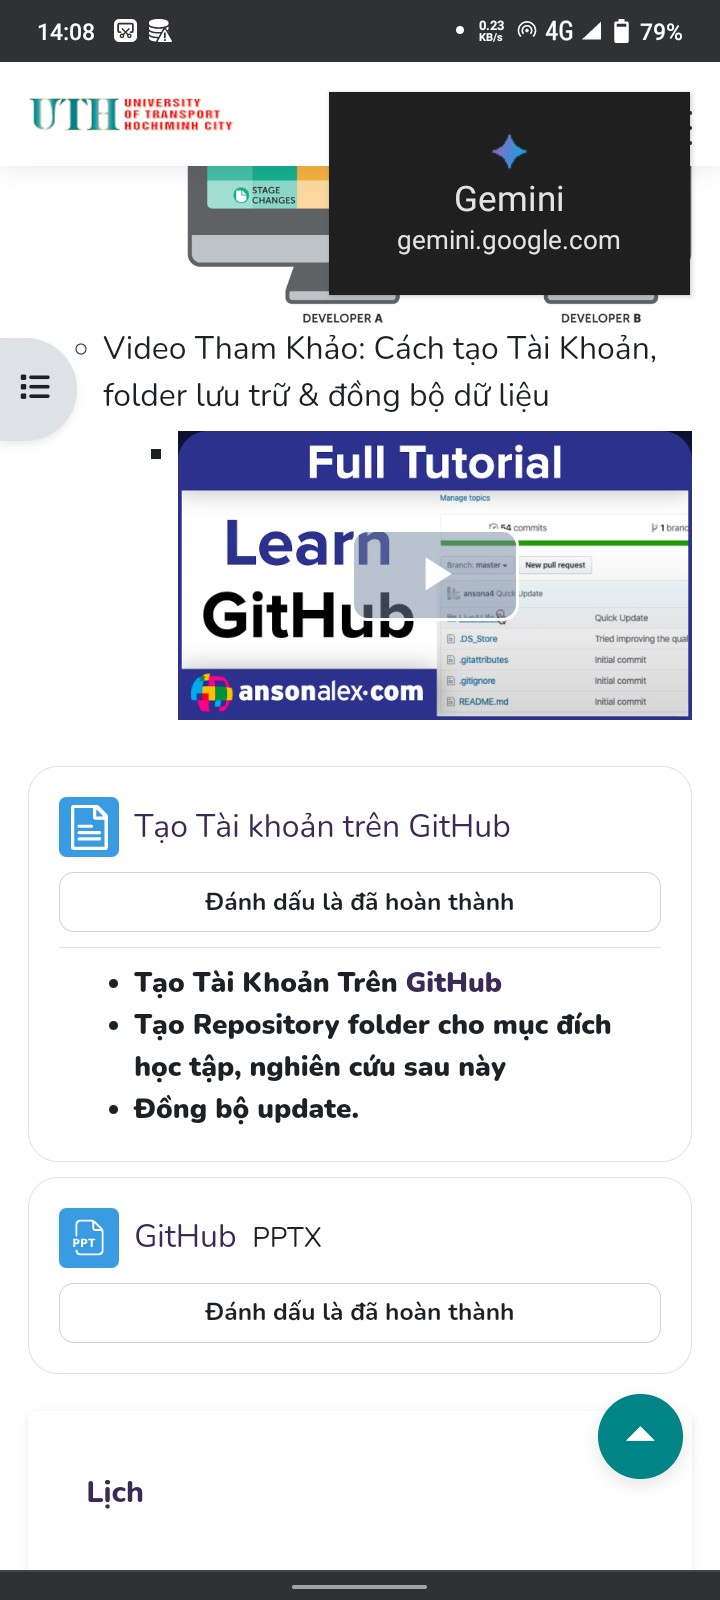 14:08
0.23
KB/s
4G
79%
UTH
UNIVERSITY
OF TRANSPORT
HOCHIMINH CITY
Gemini
gemini.google.com
STAGE
CHANGES
DEVELOPER A
DEVELOPER B
Video Tham Khảo: Cách tạo Tài Khoản,
folder lưu trữ & đồng bộ dữ liệu
Full Tutorial
Learn
GitHub
ansonalex.com
Manage topics
54 commits
1 branc
Branch: master
New pull request
ansona4 Quick Update
Quick Update
.DS_Store
Tried improving the qual
.gitattributes
Initial commit
.gitignore
Initial commit
README.md
Initial commit
Tạo Tài khoản trên GitHub
Đánh dấu là đã hoàn thành
Tạo Tài Khoản Trên GitHub
Tạo Repository folder cho mục đích
học tập, nghiên cứu sau này
Đồng bộ update.
PPT
GitHub PPTX
Đánh dấu là đã hoàn thành
Lịch